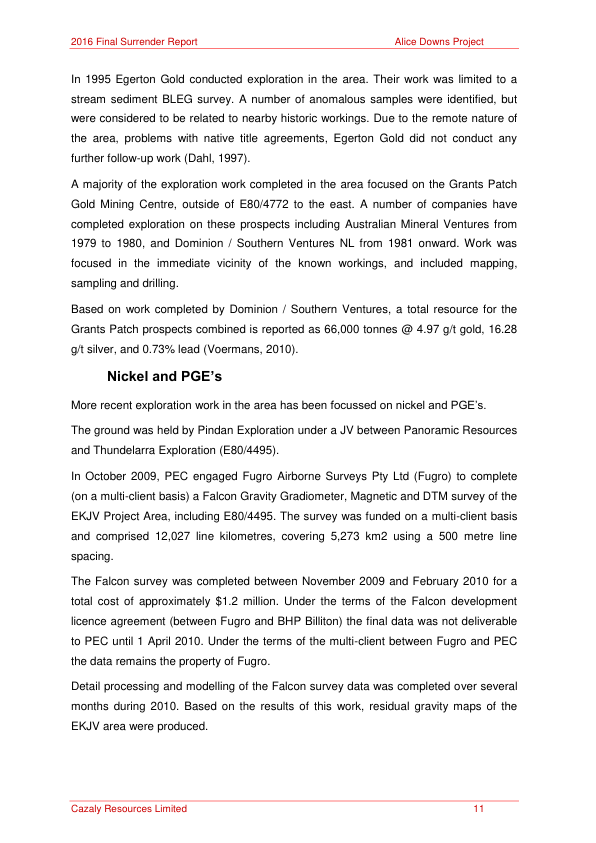 2016 Final Surrender Report Alice Downs Project
In 1995 Egerton Gold conducted exploration in the area. Their work was limited to a
stream sediment BLEG survey. A number of anomalous samples were identified, but
were considered to be related to nearby historic workings. Due to the remote nature of
the area, problems with native title agreements, Egerton Gold did not conduct any
further follow-up work (Dahl, 1997).
A majority of the exploration work completed in the area focused on the Grants Patch
Gold Mining Centre, outside of E80/4772 to the east. A number of companies have
completed exploration on these prospects including Australian Mineral Ventures from
1979 to 1980, and Dominion / Southern Ventures NL from 1981 onward. Work was
focused in the immediate vicinity of the known workings, and included mapping,
sampling and drilling.
Based on work completed by Dominion / Southern Ventures, a total resource for the
Grants Patch prospects combined is reported as 66,000 tonnes @ 4.97 g/t gold, 16.28
g/t silver, and 0.73% lead (Voermans, 2010).
Nickel and PGE's
More recent exploration work in the area has been focussed on nickel and PGE's.
The ground was held by Pindan Exploration under a JV between Panoramic Resources
and Thundelarra Exploration (E80/4495).
In October 2009, PEC engaged Fugro Airborne Surveys Pty Ltd (Fugro) to complete
(on a multi-client basis) a Falcon Gravity Gradiometer, Magnetic and DTM survey of the
EKJV Project Area, including E80/4495. The survey was funded on a multi-client basis
and comprised 12,027 line kilometres, covering 5,273 km2 using a 500 metre line
spacing.
The Falcon survey was completed between November 2009 and February 2010 for a
total cost of approximately $1.2 million. Under the terms of the Falcon development
licence agreement (between Fugro and BHP Billiton) the final data was not deliverable
to PEC until 1 April 2010. Under the terms of the multi-client between Fugro and PEC
the data remains the property of Fugro.
Detail processing and modelling of the Falcon survey data was completed over several
months during 2010. Based on the results of this work, residual gravity maps of the
EKJV area were produced.
Cazaly Resources Limited 11